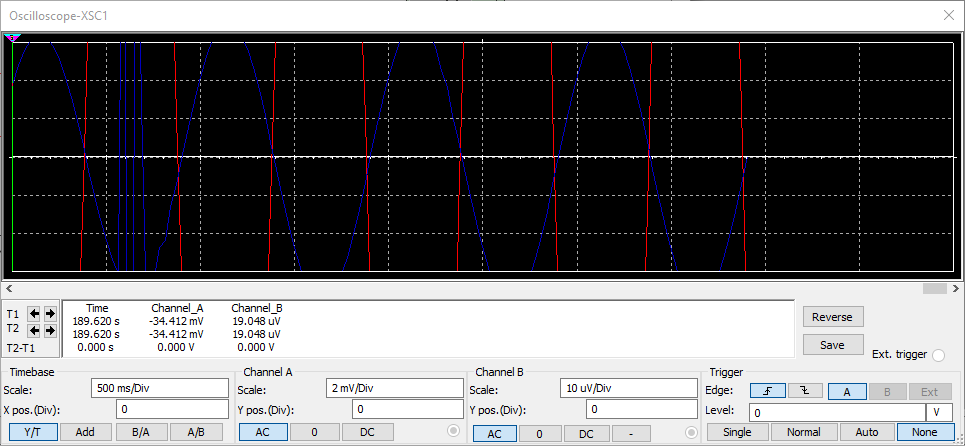 Oscilloscope-XSC1
T1
T2
T2-T1
Time Channel_A Channel_B
189.620 s -34.412 mV 19.048 uV
189.620 s -34.412 mV 19.048 uV
0.000 s 0.000 V 0.000 V
Reverse
Save
Ext. trigger
Timebase
Scale: 500 ms/Div
X pos.(Div): 0
Y/T Add B/A A/B
Channel A
Scale: 2 mV/Div
Y pos.(Div): 0
AC 0 DC
Channel B
Scale: 10 uV/Div
Y pos.(Div): 0
AC 0 DC -
Trigger
Edge: A B Ext
Level: 0 V
Single Normal Auto None